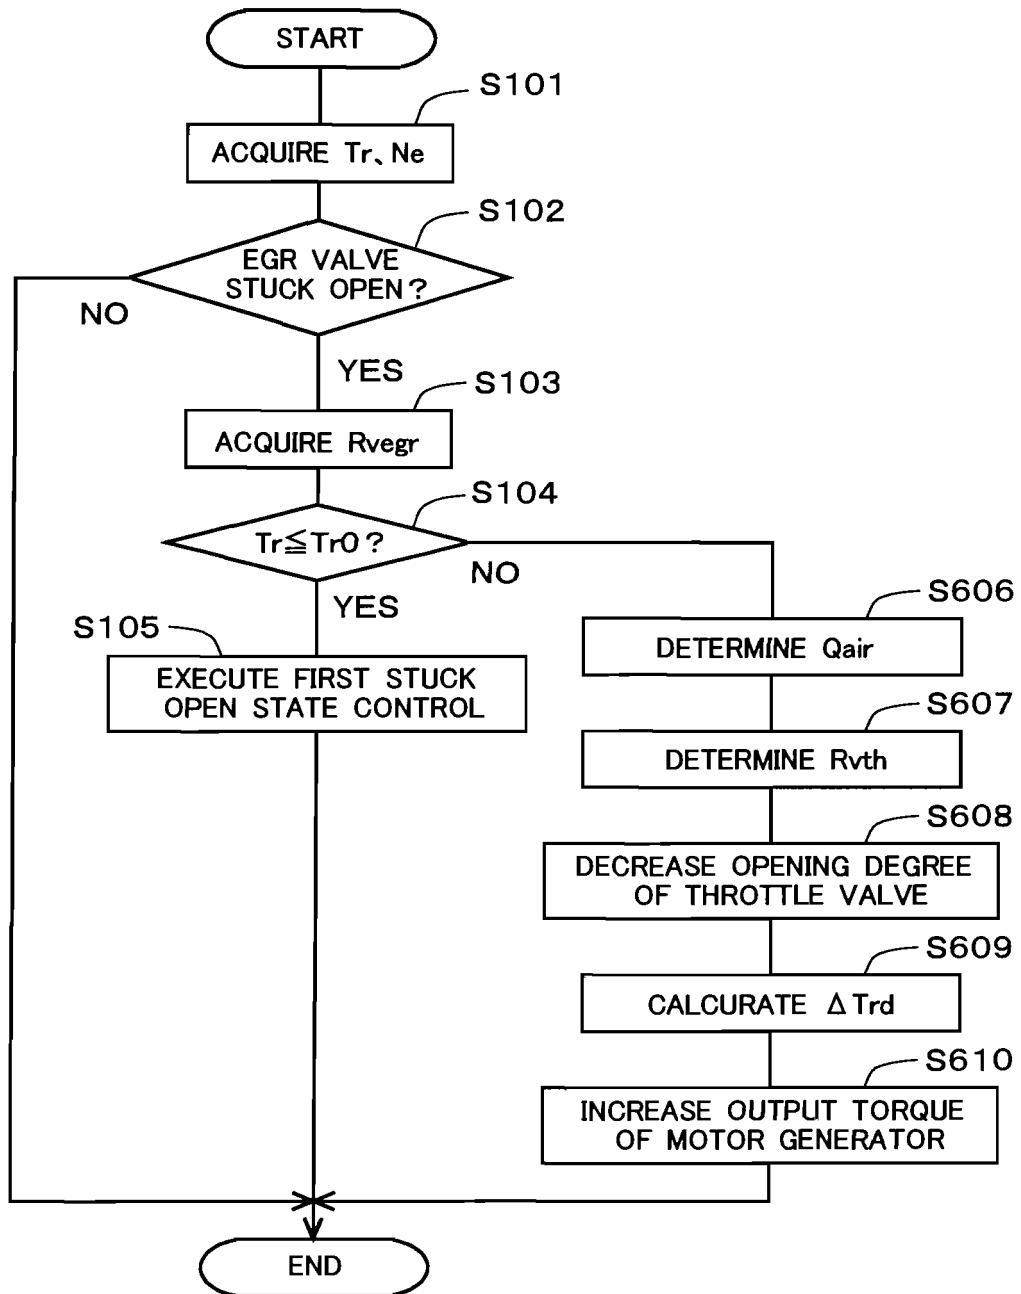 START
S101
ACQUIRE Tr、Ne
S102
EGR VALVE
STUCK OPEN?
NO
YES
S103
ACQUIRE Rvegr
S104
Tr≦Tr0?
NO
YES
S105
EXECUTE FIRST STUCK
OPEN STATE CONTROL
S606
DETERMINE Qair
S607
DETERMINE Rvth
S608
DECREASE OPENING DEGREE
OF THROTTLE VALVE
S609
CALCURATE ΔTrd
S610
INCREASE OUTPUT TORQUE
OF MOTOR GENERATOR
END